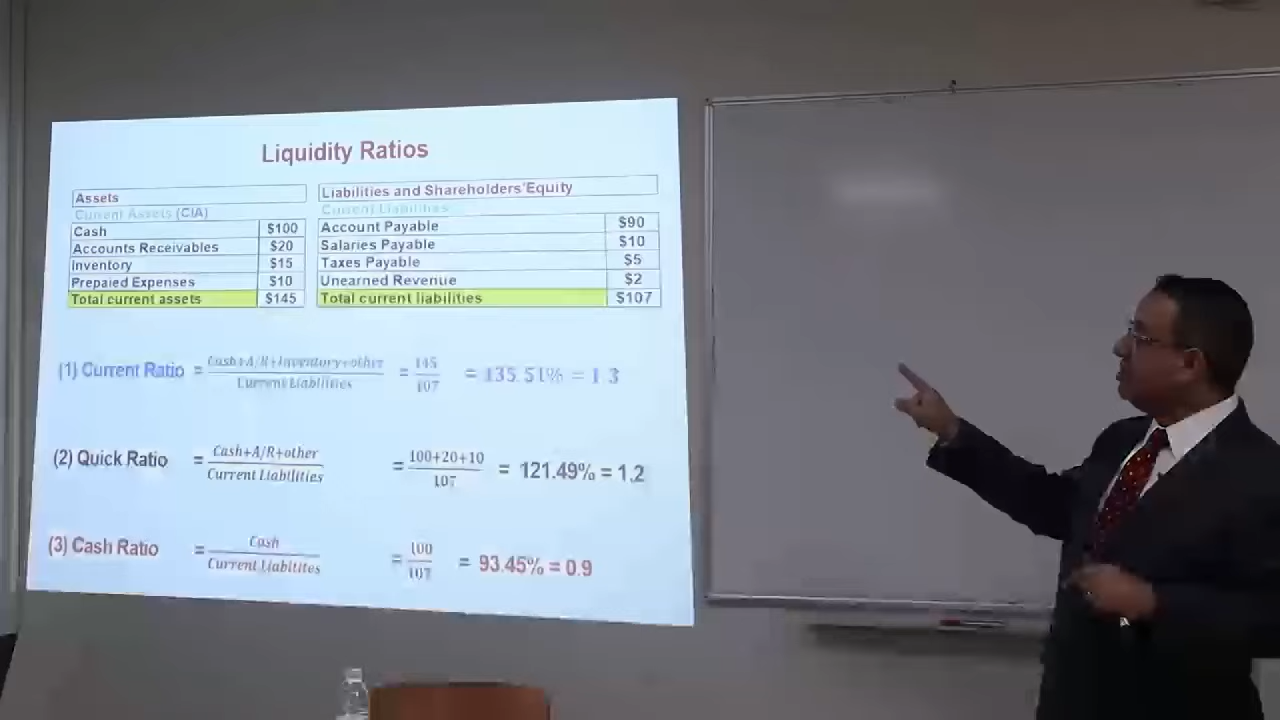 Liquidity Ratios
Assets
Current Assets (CIA)
Cash $100
Accounts Receivables $20
Inventory $15
Prepaied Expenses $10
Total current assets $145
Liabilities and Shareholders'Equity
Current Liabilities
Account Payable $90
Salaries Payable $10
Taxes Payable $5
Unearned Revenue $2
Total current liabilities $107
(1) Current Ratio = Cash+A/R+Inventory+other / Current Liabilities = 145 / 107 = 135.51% = 1.3
(2) Quick Ratio = Cash+A/R+other / Current Liabilities = 100+20+10 / 107 = 121.49% = 1.2
(3) Cash Ratio = Cash / Current Liabitites = 100 / 107 = 93.45% = 0.9